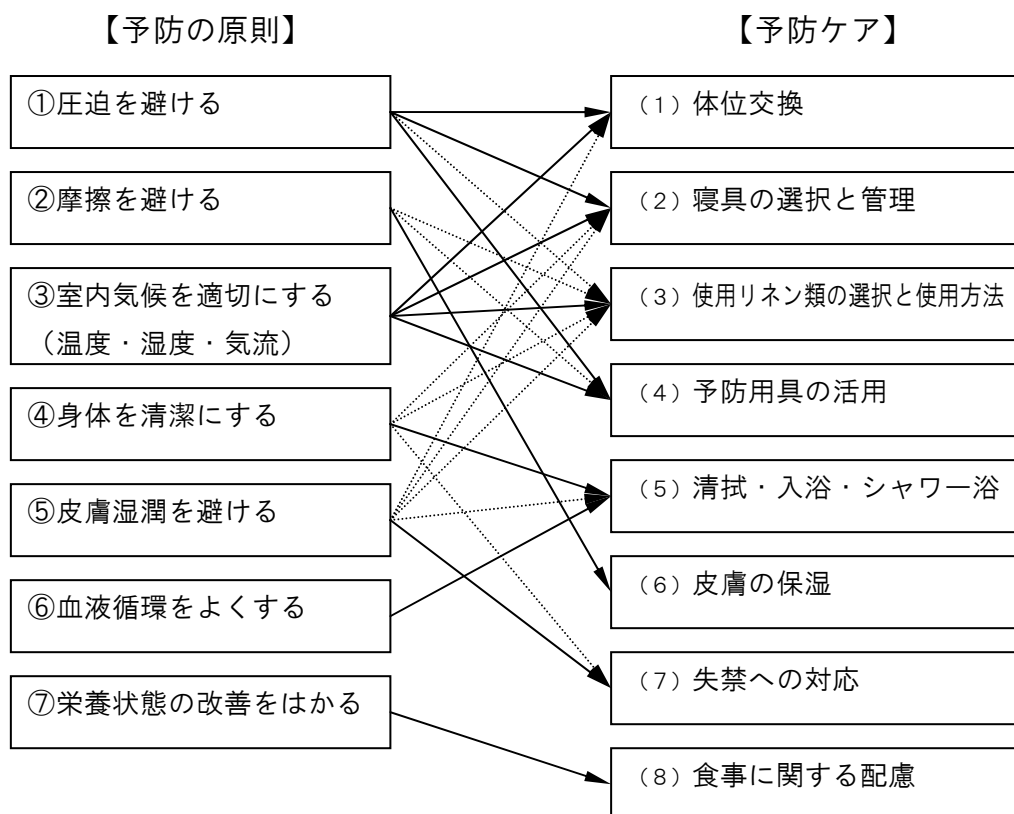 【予防の原則】
①圧迫を避ける
②摩擦を避ける
③室内気候を適切にする
（温度・湿度・気流）
④身体を清潔にする
⑤皮膚湿潤を避ける
⑥血液循環をよくする
⑦栄養状態の改善をはかる
【予防ケア】
（1）体位交換
（2）寝具の選択と管理
（3）使用リネン類の選択と使用方法
（4）予防用具の活用
（5）清拭・入浴・シャワー浴
（6）皮膚の保湿
（7）失禁への対応
（8）食事に関する配慮